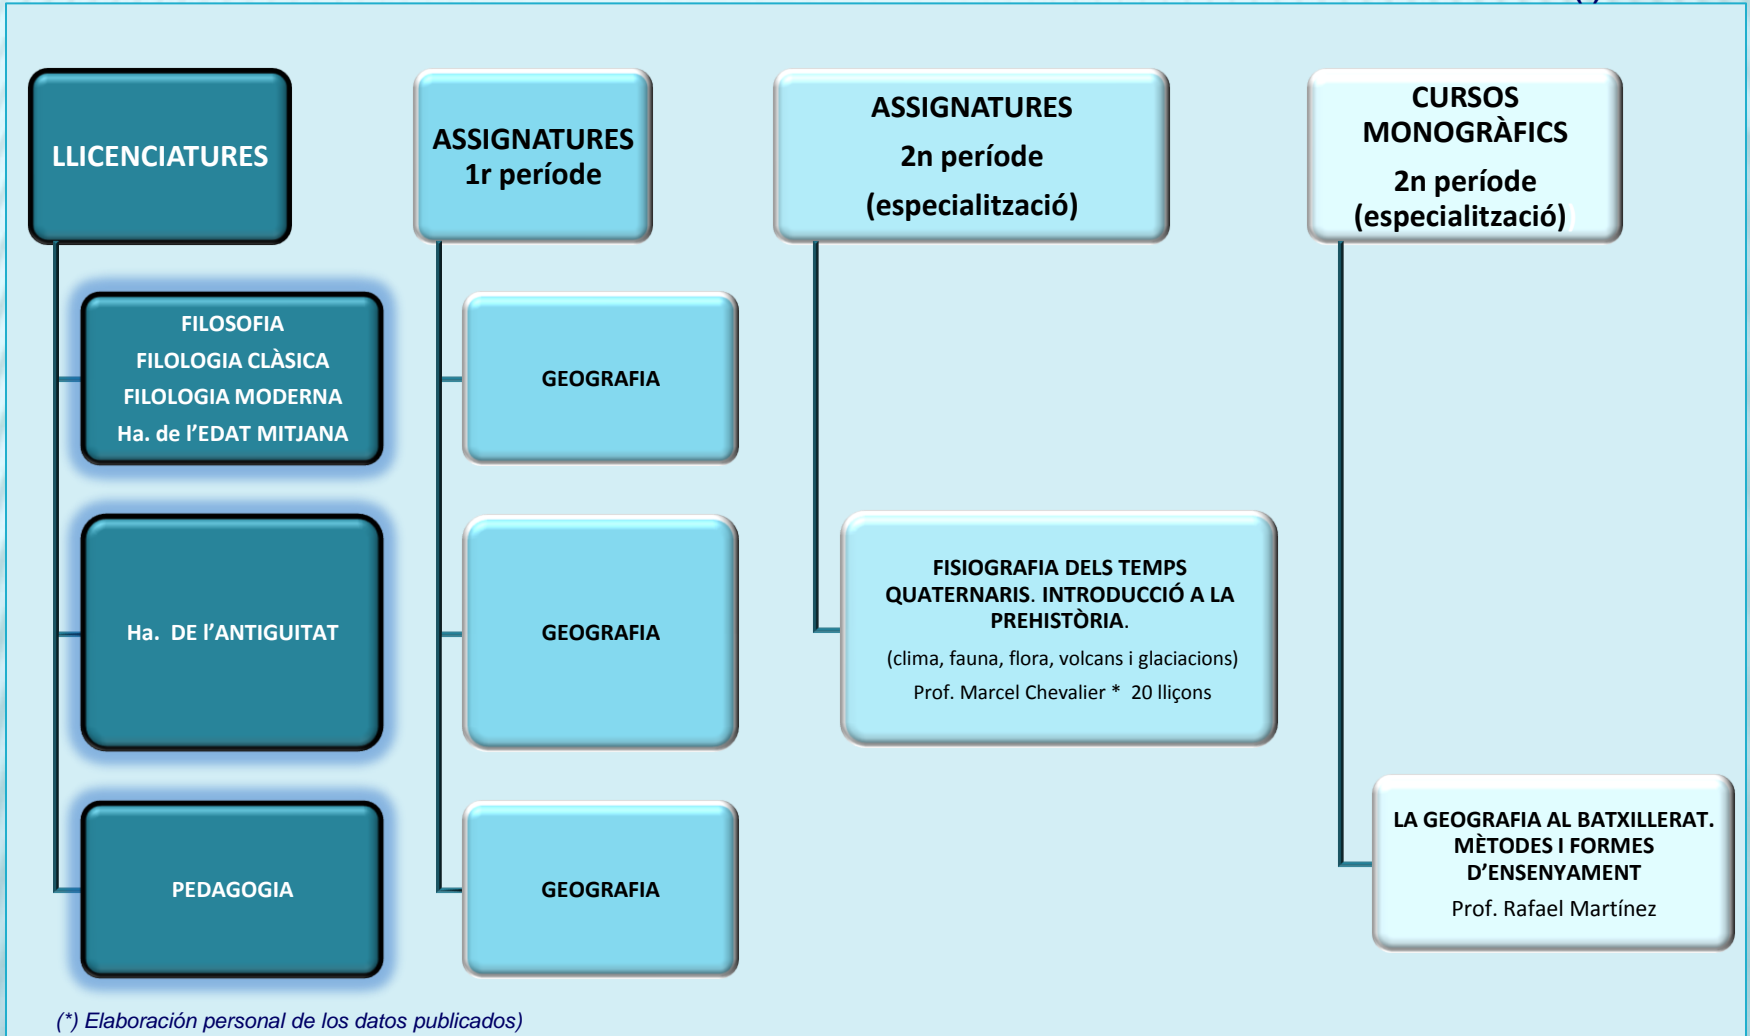 LLICENCIATURES
FILOSOFIA
FILOLOGIA CLÀSICA
FILOLOGIA MODERNA
Ha. de l’EDAT MITJANA
Ha.  DE l’ANTIGUITAT
PEDAGOGIA
ASSIGNATURES
1r període
GEOGRAFIA
GEOGRAFIA
GEOGRAFIA
ASSIGNATURES
2n període
(especialització)
FISIOGRAFIA DELS TEMPS
QUATERNARIS. INTRODUCCIÓ A LA
PREHISTÒRIA.
(clima, fauna, flora, volcans i glaciacions)
Prof. Marcel Chevalier *  20 lliçons
CURSOS
MONOGRÀFICS
2n període
(especialització))
LA GEOGRAFIA AL BATXILLERAT.
MÈTODES I FORMES
D’ENSENYAMENT
Prof. Rafael Martínez
(*) Elaboración personal de los datos publicados)